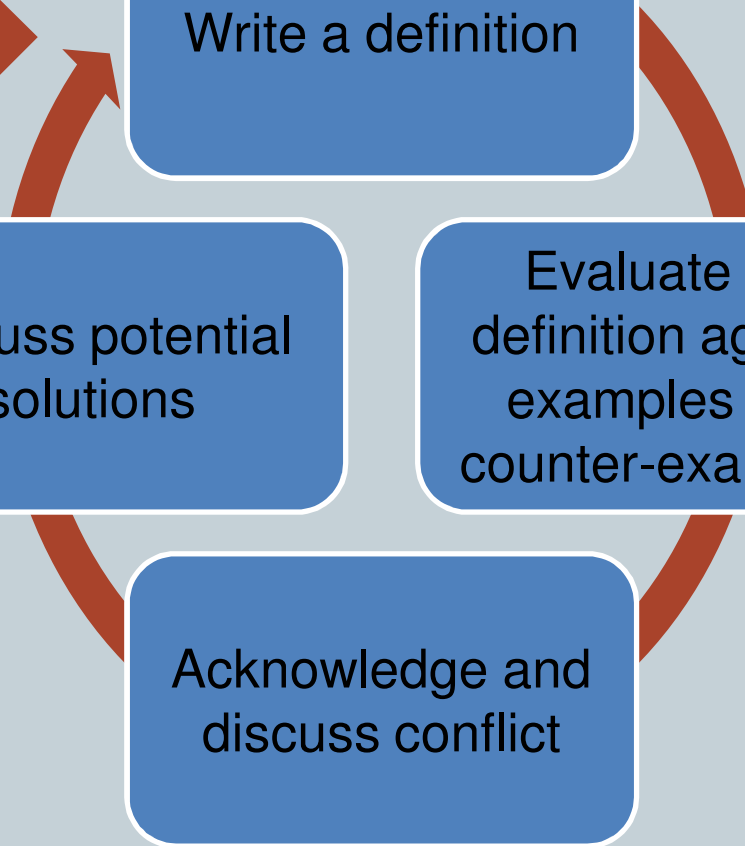 Write a definition
Evaluate
definition ag
examples
counter-exa
Acknowledge and
discuss conflict
uss potential
solutions